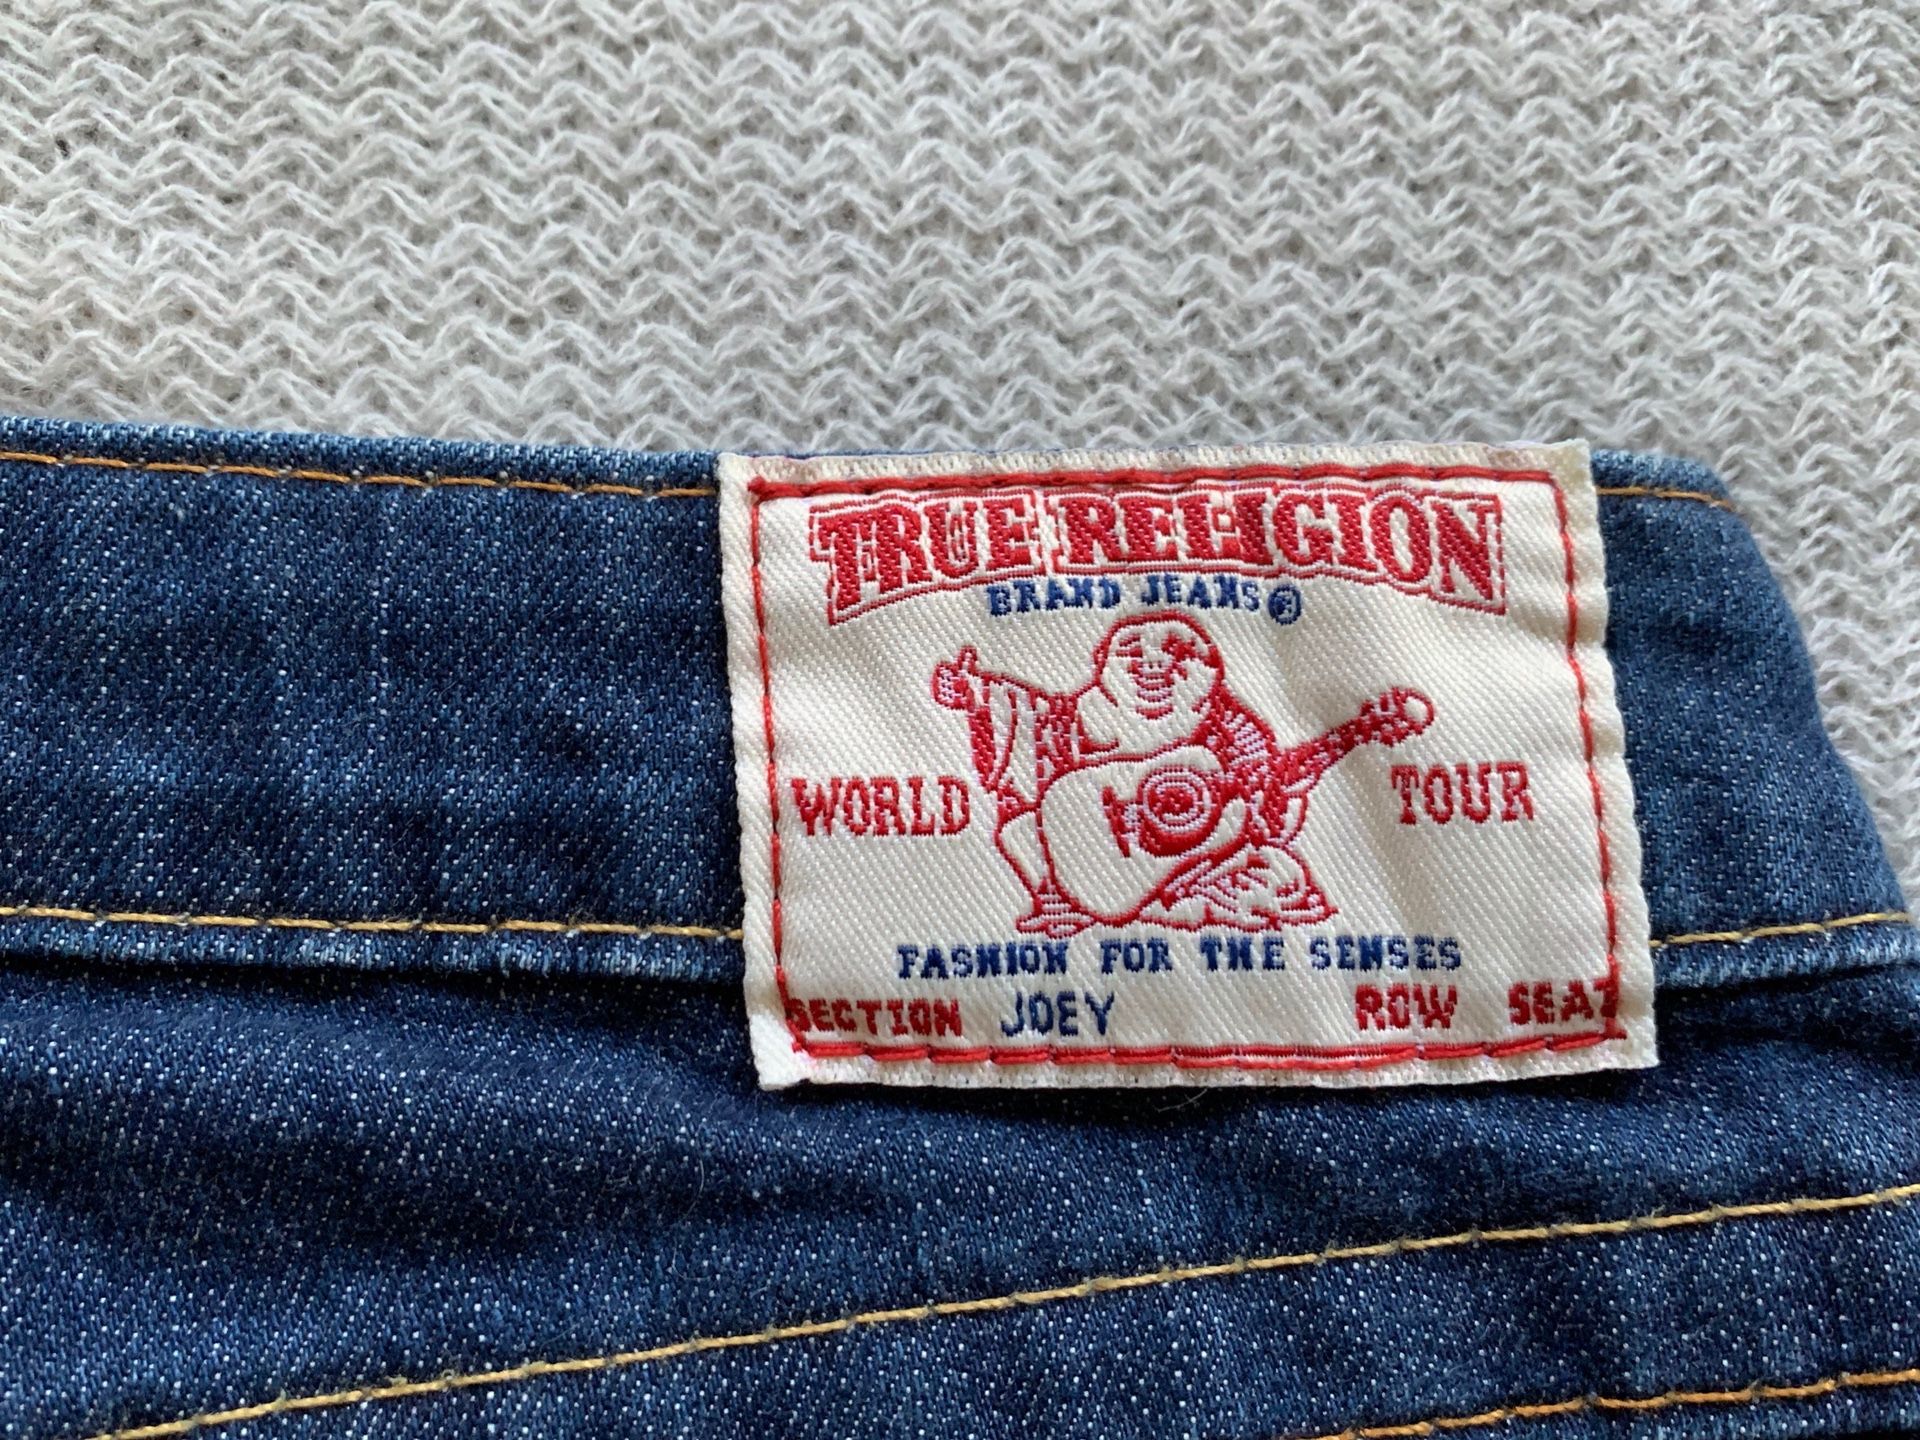 TRUE RELIGION
BRAND JEANS®
WORLD TOUR
FASHION FOR THE SENSES
SECTION JOEY ROW SEAT